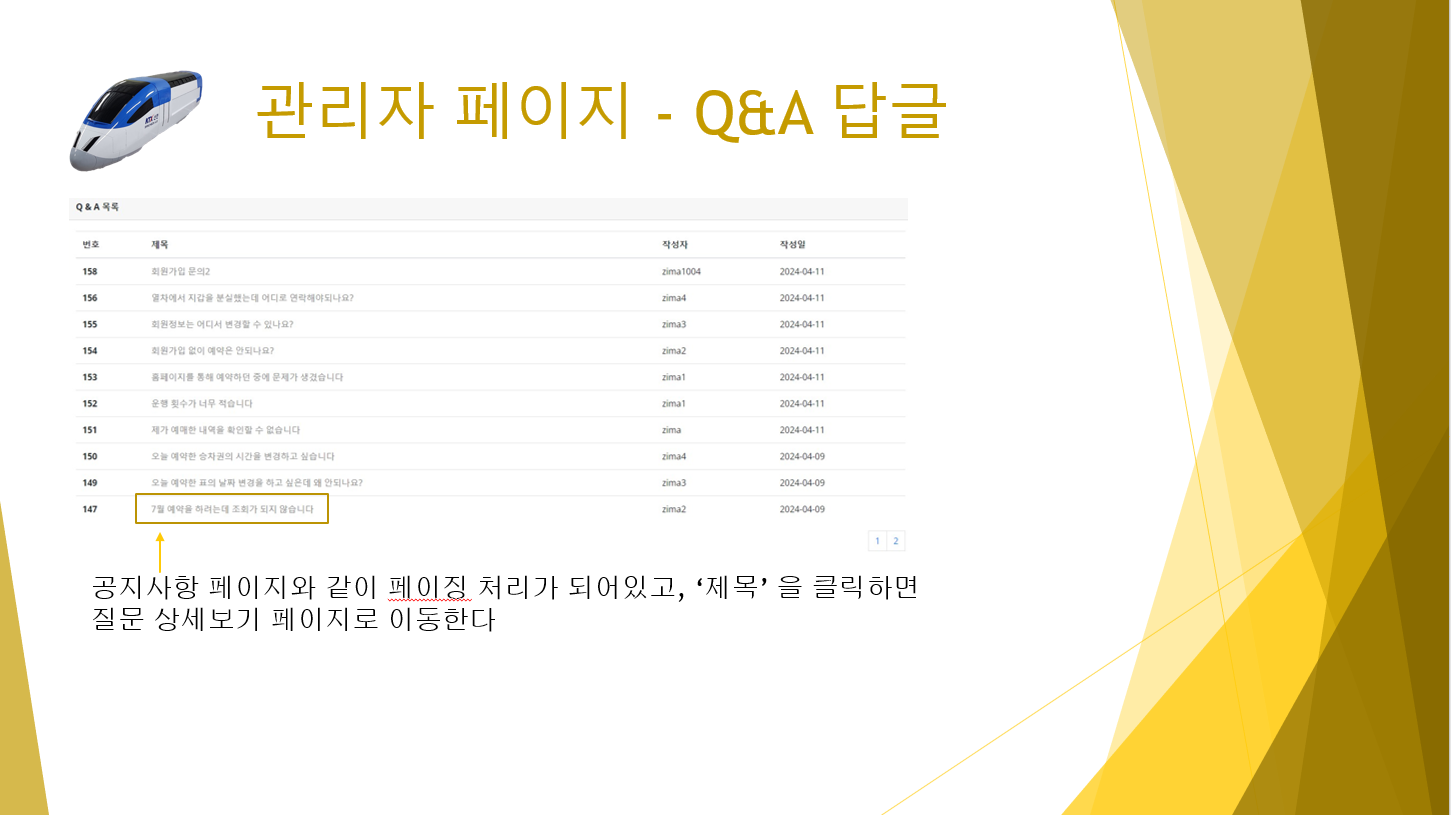 관리자 페이지 - Q&A 답글
Q & A 목록
번호 제목 작성자 작성일
158 회원가입 문의2 zima1004 2024-04-11
156 열차에서 지갑을 분실했는데 어디로 연락해야되나요? zima4 2024-04-11
155 회원정보는 어디서 변경할 수 있나요? zima3 2024-04-11
154 회원가입 없이 예약은 안되나요? zima2 2024-04-11
153 홈페이지를 통해 예약하던 중에 문제가 생겼습니다 zima1 2024-04-11
152 운행 횟수가 너무 적습니다 zima1 2024-04-11
151 제가 예매한 내역을 확인할 수 없습니다 zima 2024-04-11
150 오늘 예약한 승차권의 시간을 변경하고 싶습니다 zima4 2024-04-09
149 오늘 예약한 표의 날짜 변경을 하고 싶은데 왜 안되나요? zima3 2024-04-09
147 7월 예약을 하려는데 조회가 되지 않습니다 zima2 2024-04-09
1 2
공지사항 페이지와 같이 페이징 처리가 되어있고, ‘제목’ 을 클릭하면
질문 상세보기 페이지로 이동한다